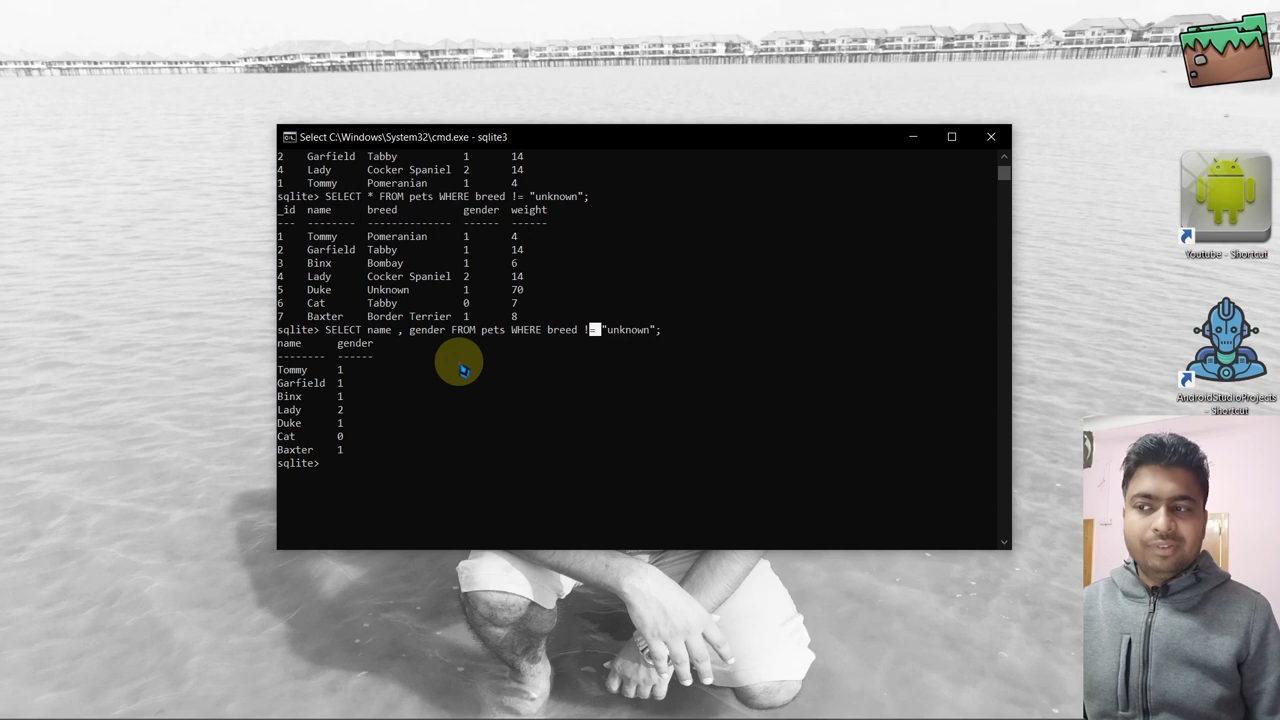 Select C:\Windows\System32\cmd.exe - sqlite3
2 Garfield Tabby 1 14
4 Lady Cocker Spaniel 2 14
1 Tommy Pomeranian 1 4
sqlite> SELECT * FROM pets WHERE breed != "unknown";
_id name breed gender weight
--- -------- -------------- ------ ------
1 Tommy Pomeranian 1 4
2 Garfield Tabby 1 14
3 Binx Bombay 1 6
4 Lady Cocker Spaniel 2 14
5 Duke Unknown 1 70
6 Cat Tabby 0 7
7 Baxter Border Terrier 1 8
sqlite> SELECT name , gender FROM pets WHERE breed != "unknown";
name gender
-------- ------
Tommy 1
Garfield 1
Binx 1
Lady 2
Duke 1
Cat 0
Baxter 1
sqlite>
Youtube - Shortcut
AndroidStudioProjects
- Shortcut